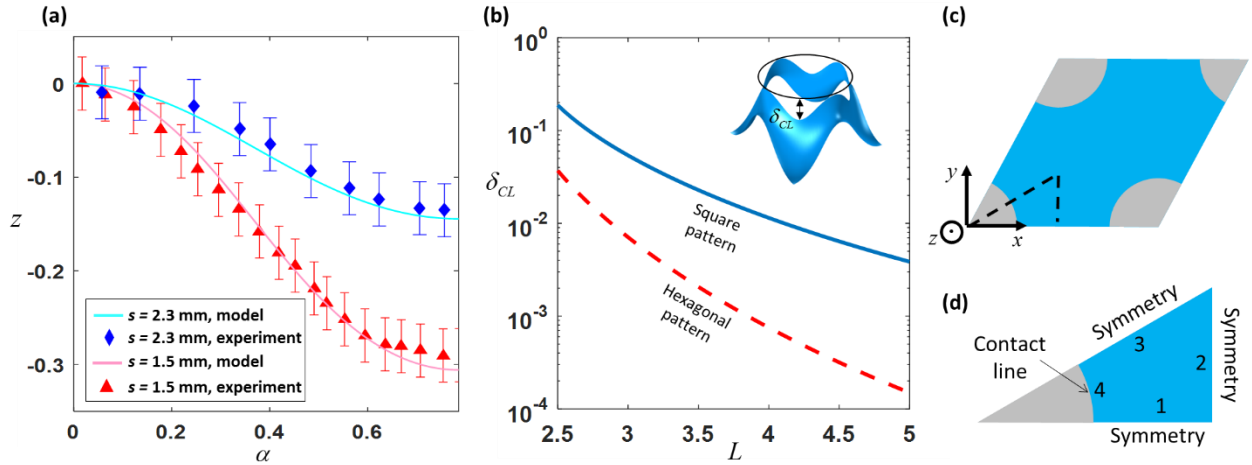 (a)
0
-0.1
z
-0.2
-0.3
0
0.2
0.4
0.6
α
s = 2.3 mm, model
s = 2.3 mm, experiment
s = 1.5 mm, model
s = 1.5 mm, experiment
(b)
10^0
10^-1
δCL
10^-2
10^-3
10^-4
2.5
3
3.5
4
4.5
5
L
δCL
Square
pattern
Hexagonal
pattern
(c)
y
z
x
(d)
Symmetry
Contact
line
3
2
4
1
Symmetry
Symmetry